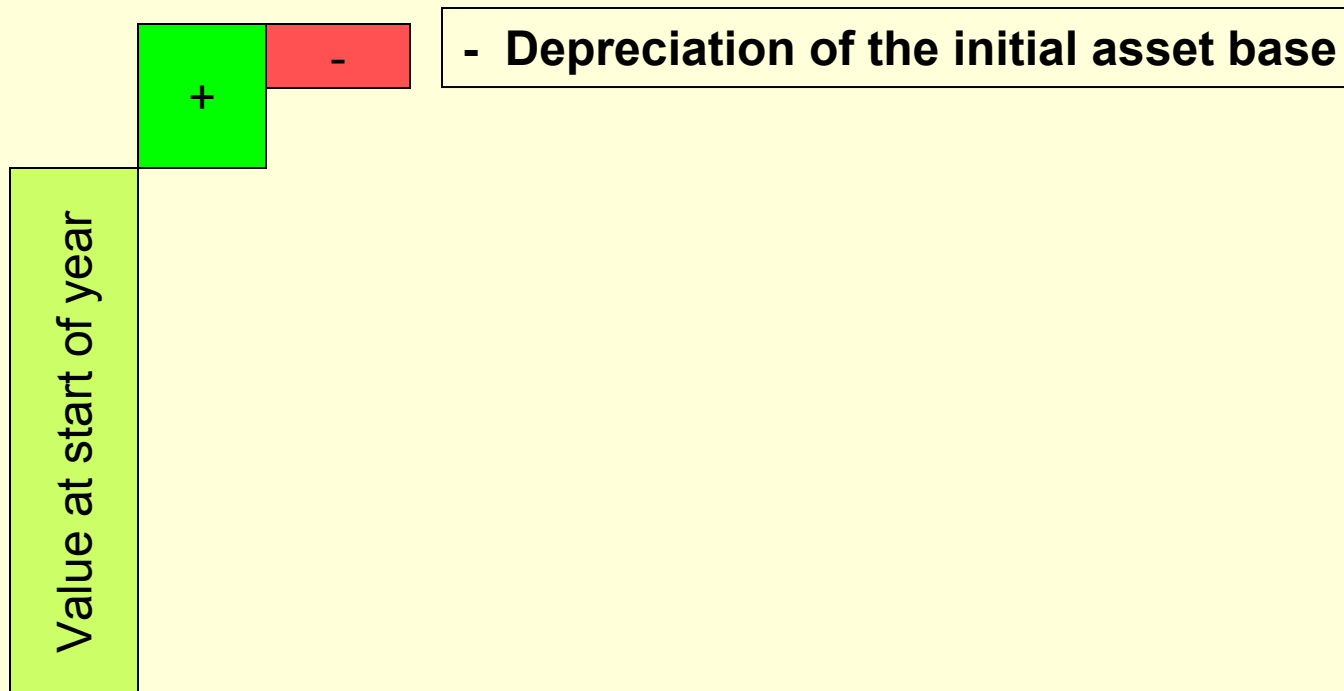 +
-
- Depreciation of the initial asset base
Value at start of year